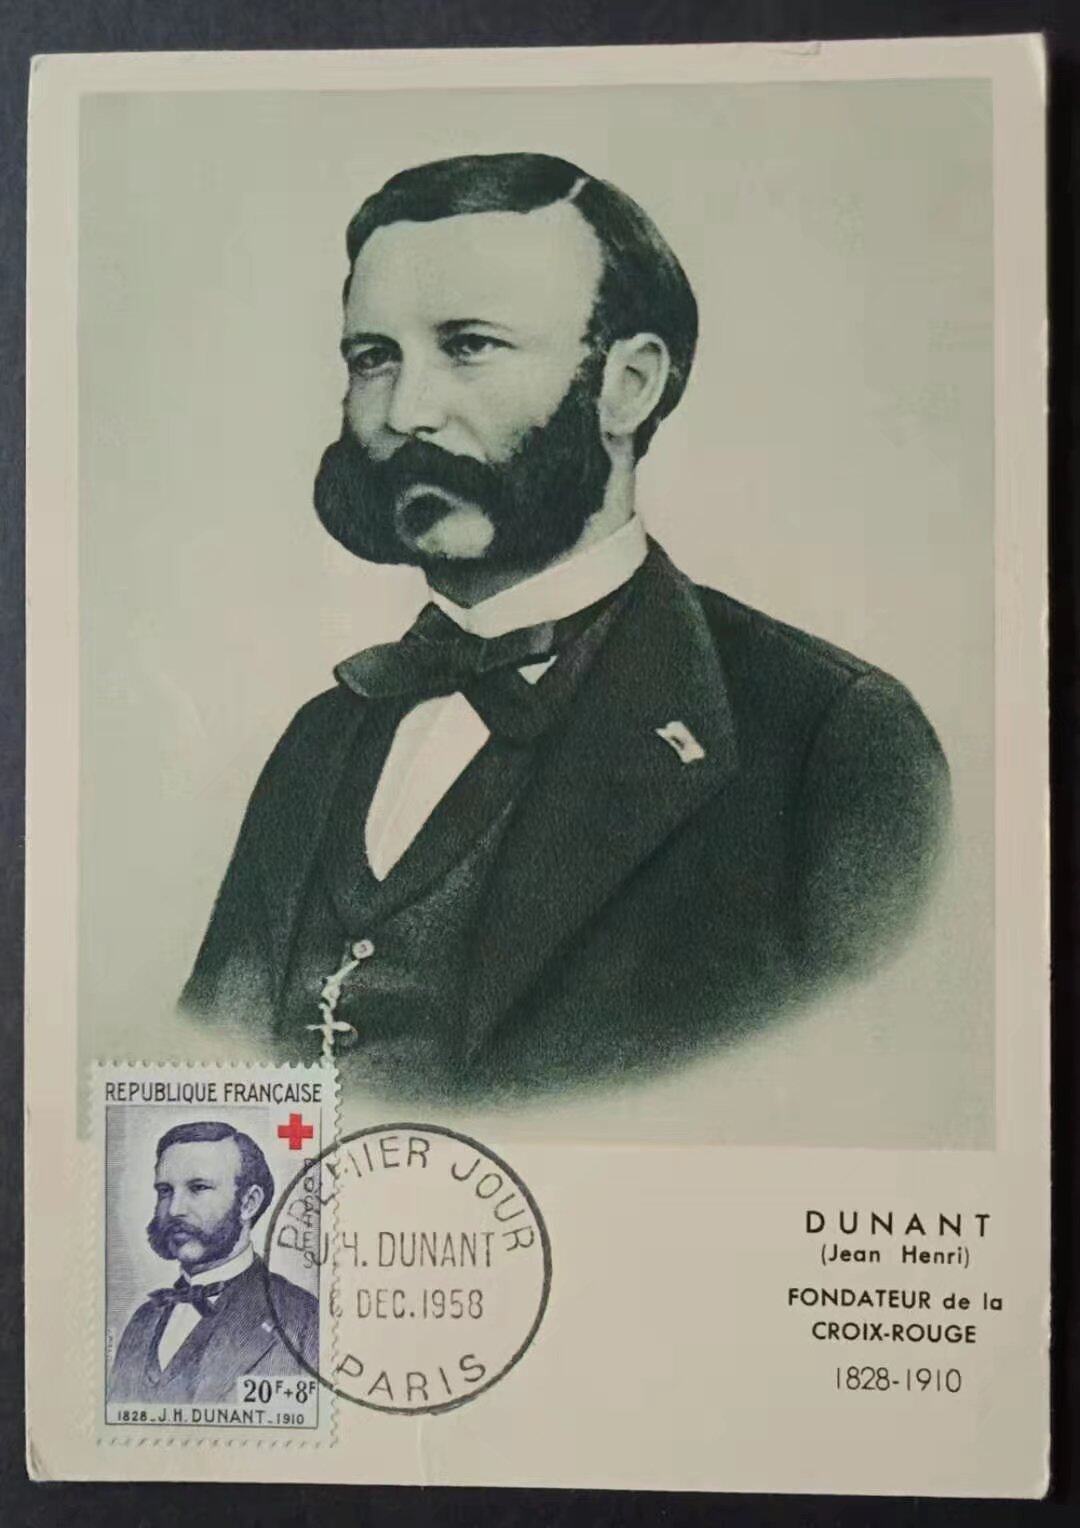 REPUBLIQUE FRANÇAISE
POSTES
20F+8F
1828-J.H. DUNANT-1910
PREMIER JOUR
J.H. DUNANT
DEC.1958
PARIS
DUNANT
(Jean Henri)
FONDATEUR de la
CROIX-ROUGE
1828-1910